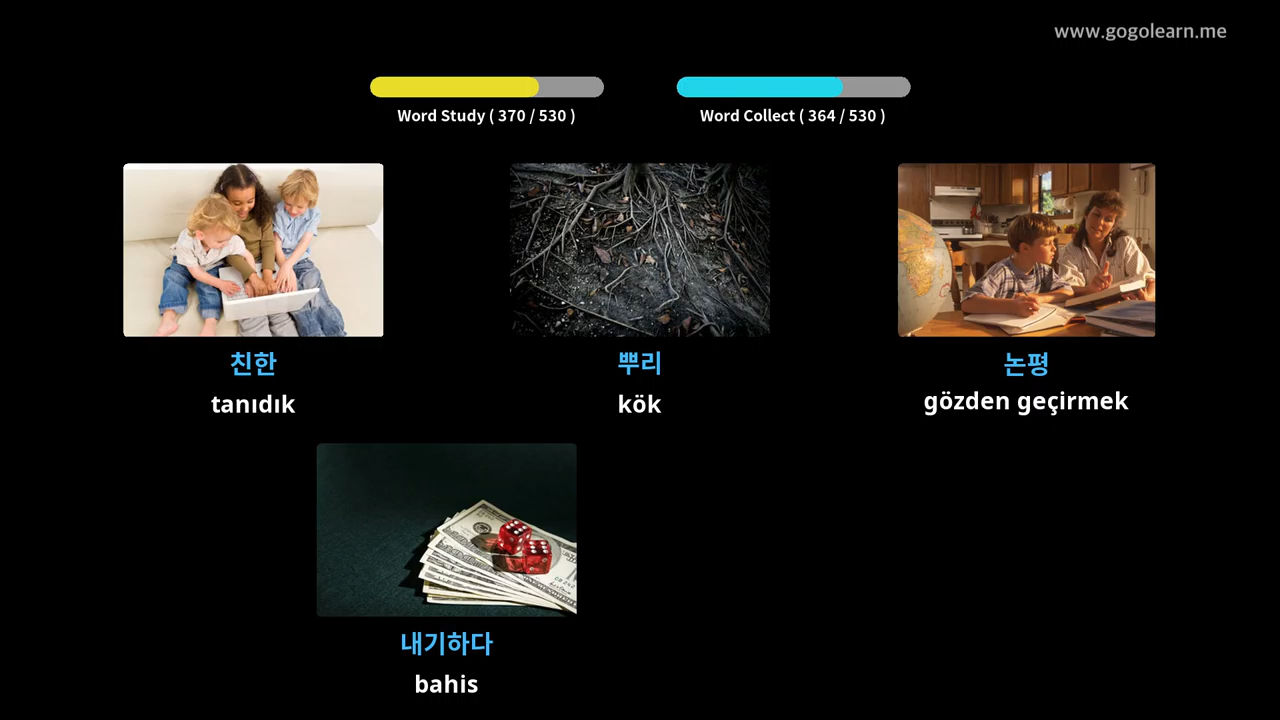 www.gogolearn.me
Word Study ( 370 / 530 )
Word Collect ( 364 / 530 )
친한
tanıdık
뿌리
kök
논평
gözden geçirmek
내기하다
bahis